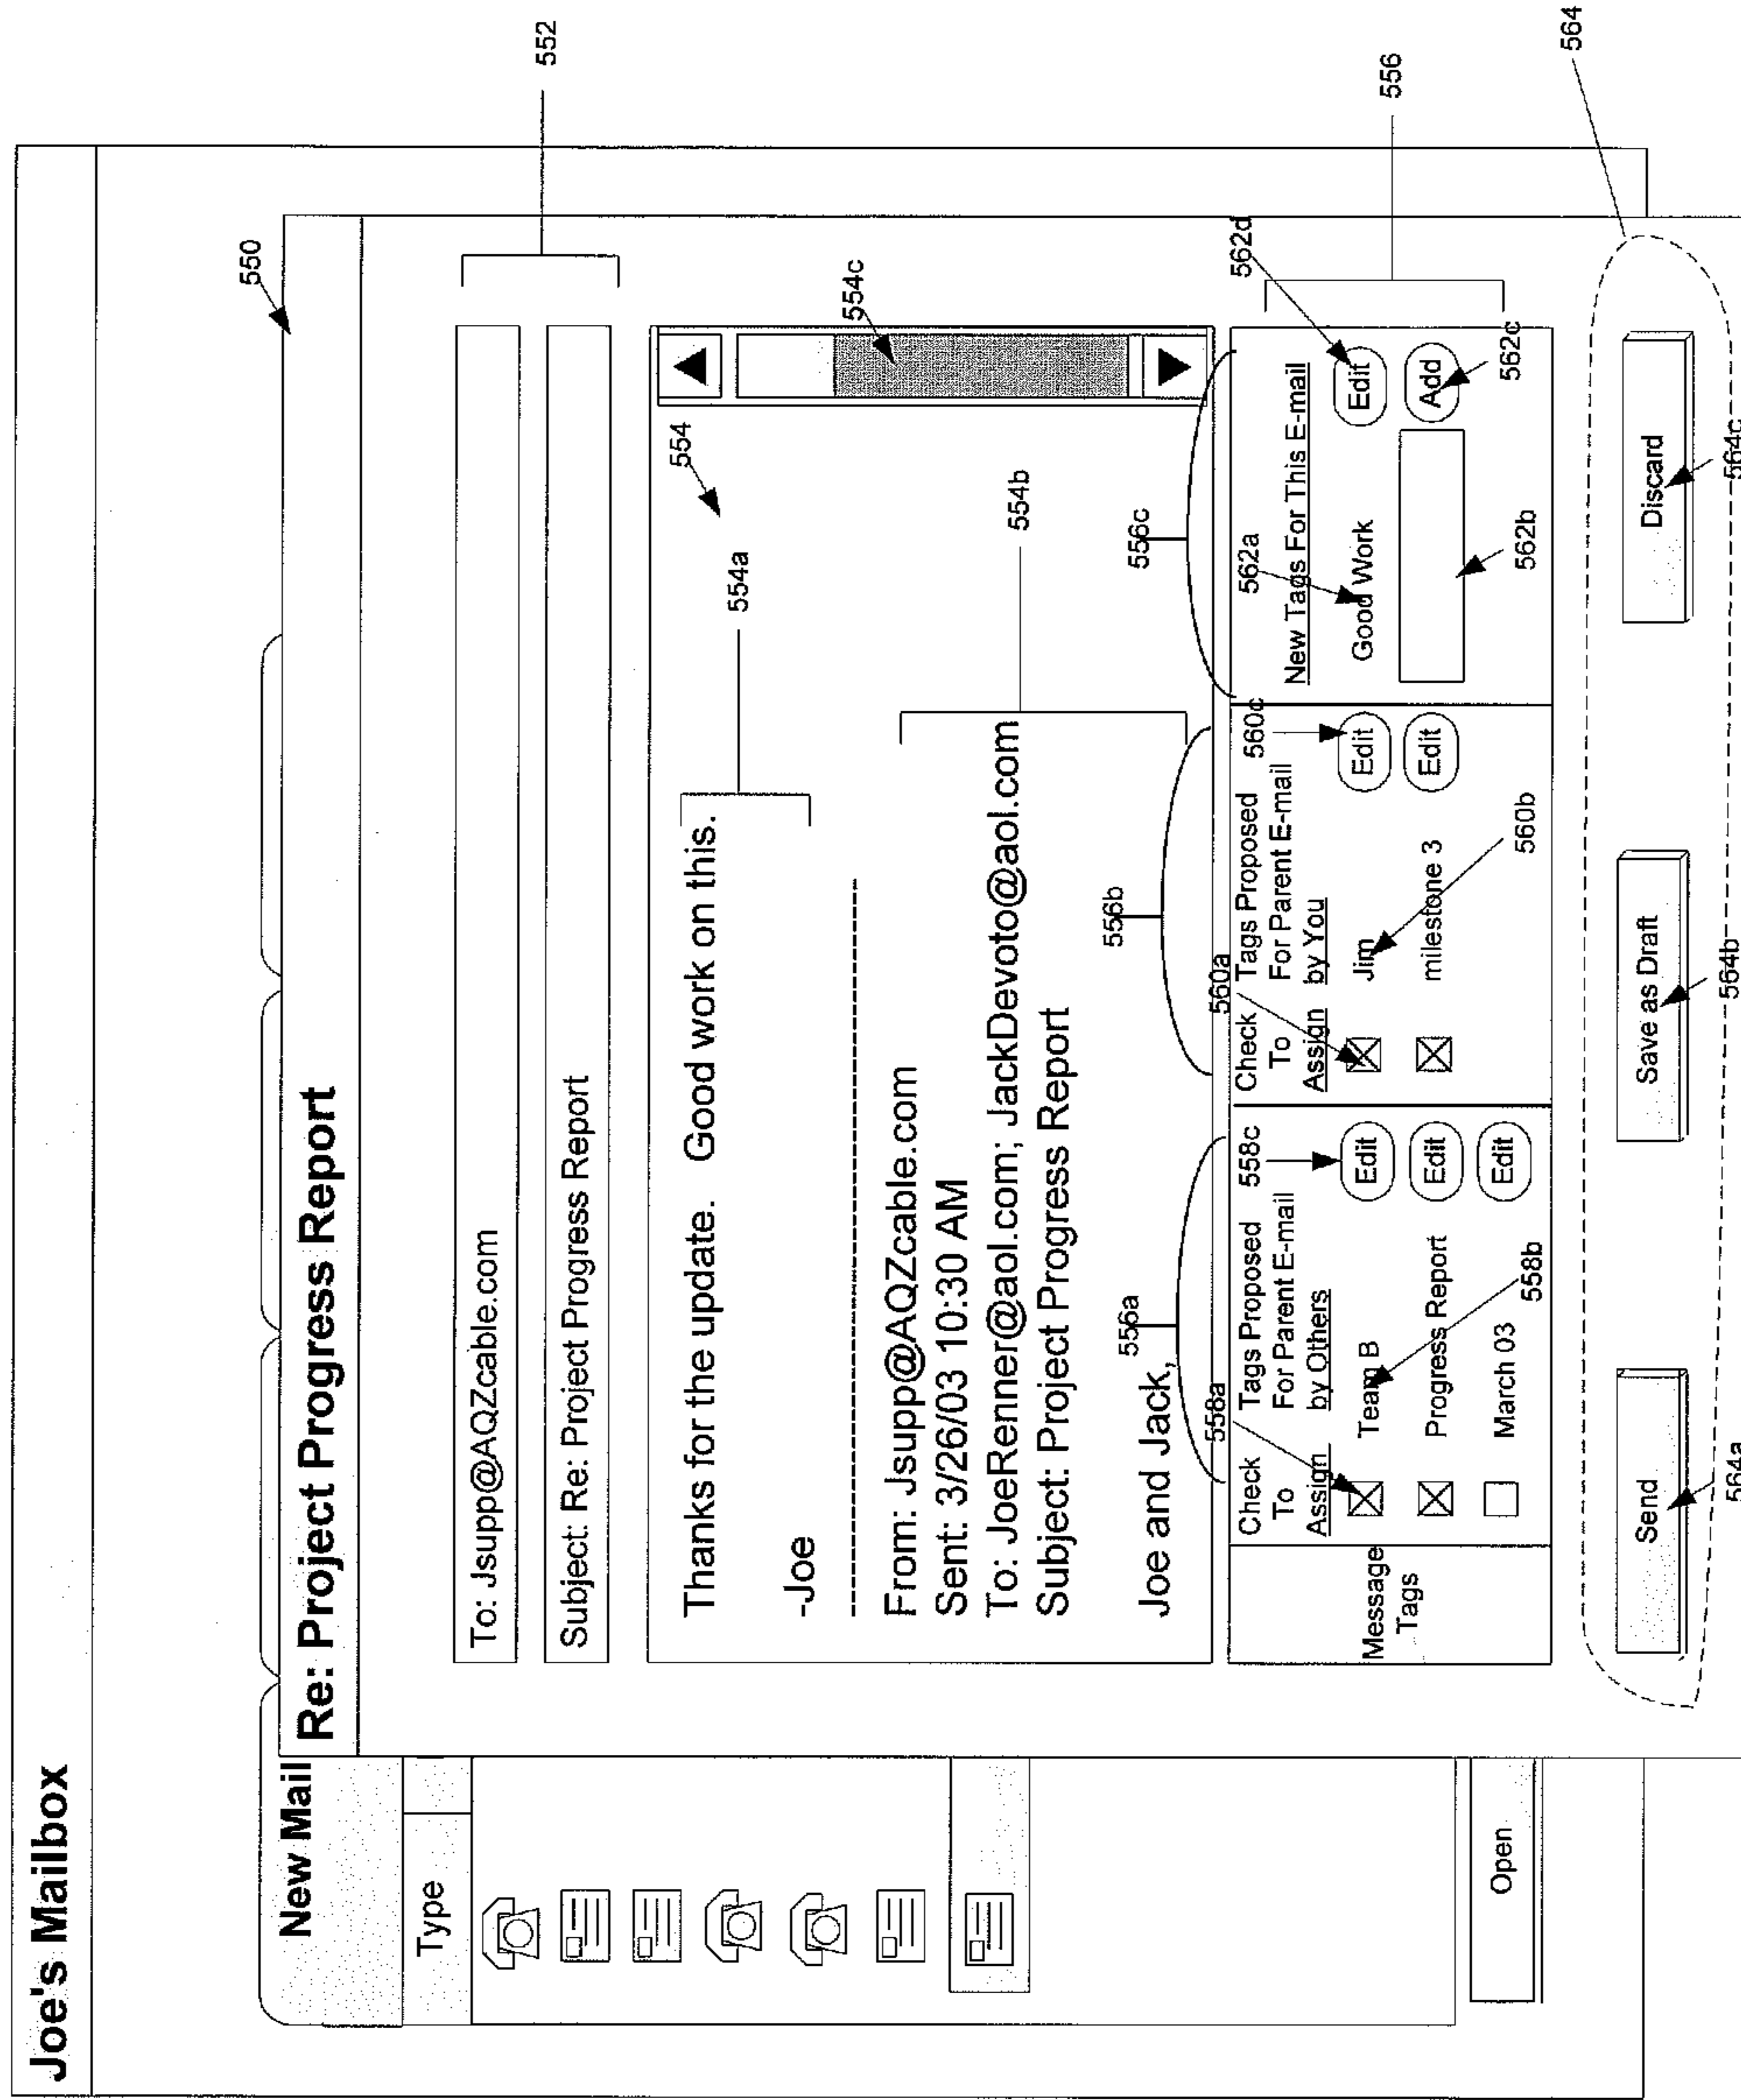 Joe's Mailbox
New Mail
Re: Project Progress Report
550
Type
To: Jsupp@AQZcable.com
Subject: Re: Project Progress Report
552
Thanks for the update. Good work on this.
-Joe
554a
554
554c
From: Jsupp@AQZcable.com
Sent: 3/26/03 10:30 AM
To: JoeRenner@aol.com; JackDevoto@aol.com
Subject: Project Progress Report
554b
Joe and Jack,
556a
556b
556c
558a
558c
560a
560c
562a
562d
556
Message
Tags
Check
To
Assign
Tags Proposed
For Parent E-mail
by Others
Team B
Edit
Progress Report
Edit
March 03
Edit
558b
Check
To
Assign
Tags Proposed
For Parent E-mail
by You
Jim
Edit
milestone 3
Edit
560b
New Tags For This E-mail
Good Work
Edit
Add
562b
562c
Open
Send
Save as Draft
Discard
564a
564b
564c
564